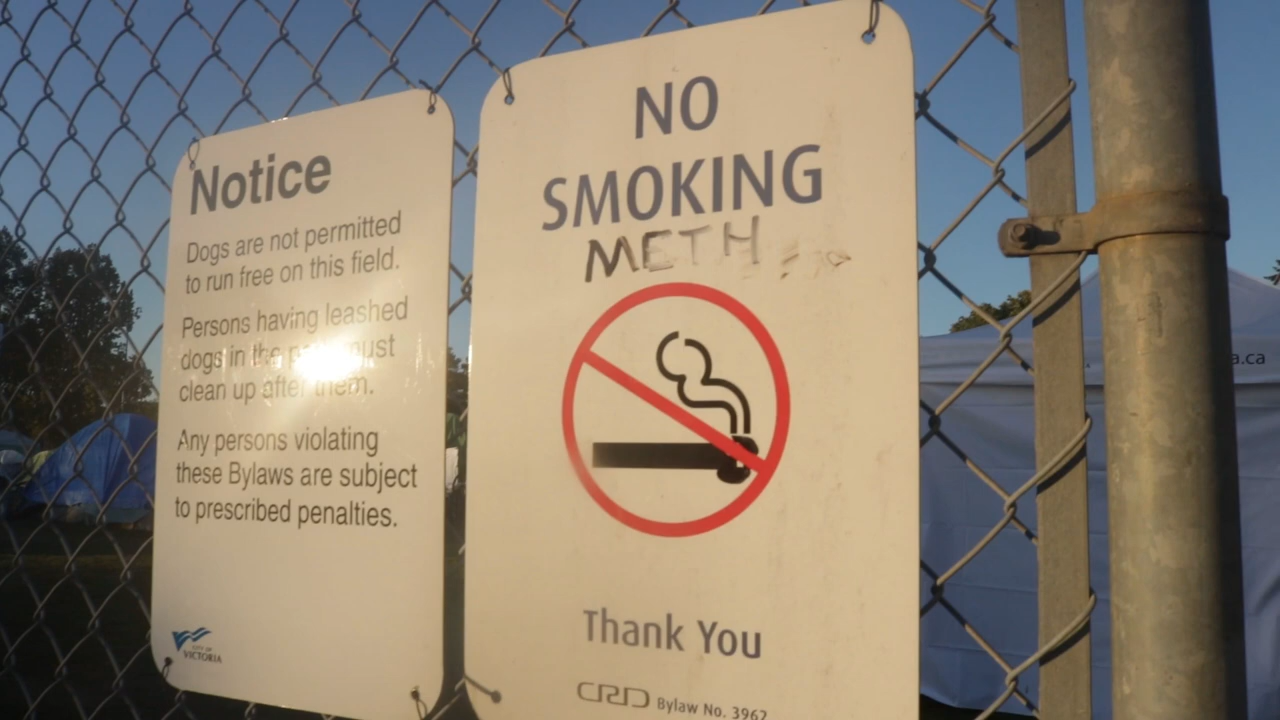 Notice
Dogs are not permitted
to run free on this field.
Persons having leashed
dogs in the
clean up after them.
Any persons violating
these Bylaws are subject
to prescribed penalties.
CITY OF
VICTORIA
NO
SMOKING
METH
Thank You
CRD Bylaw No. 3962
a.ca